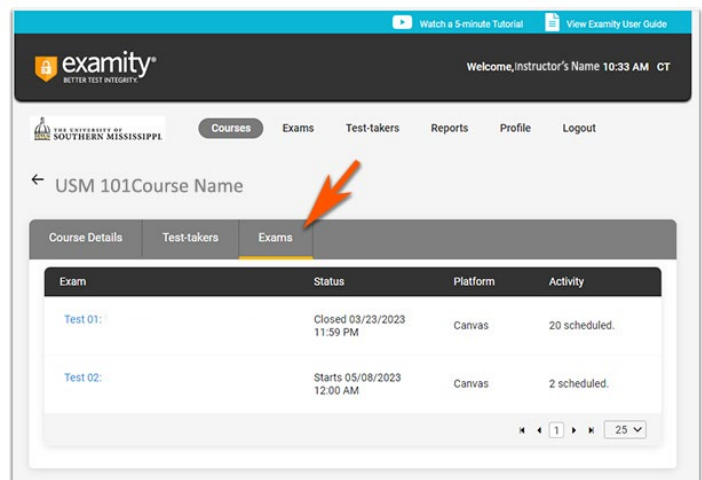 Watch a 5-minute Tutorial View Examity User Guide
examity®
BETTER TEST INTEGRITY.
Welcome,Instructor's Name 10:33 AM CT
THE UNIVERSITY OF
SOUTHERN MISSISSIPPI.
Courses Exams Test-takers Reports Profile Logout
USM 101Course Name
Course Details Test-takers Exams
Exam Status Platform Activity
Test 01: Closed 03/23/2023 Canvas 20 scheduled.
11:59 PM
Test 02: Starts 05/08/2023 Canvas 2 scheduled.
12:00 AM
1 25